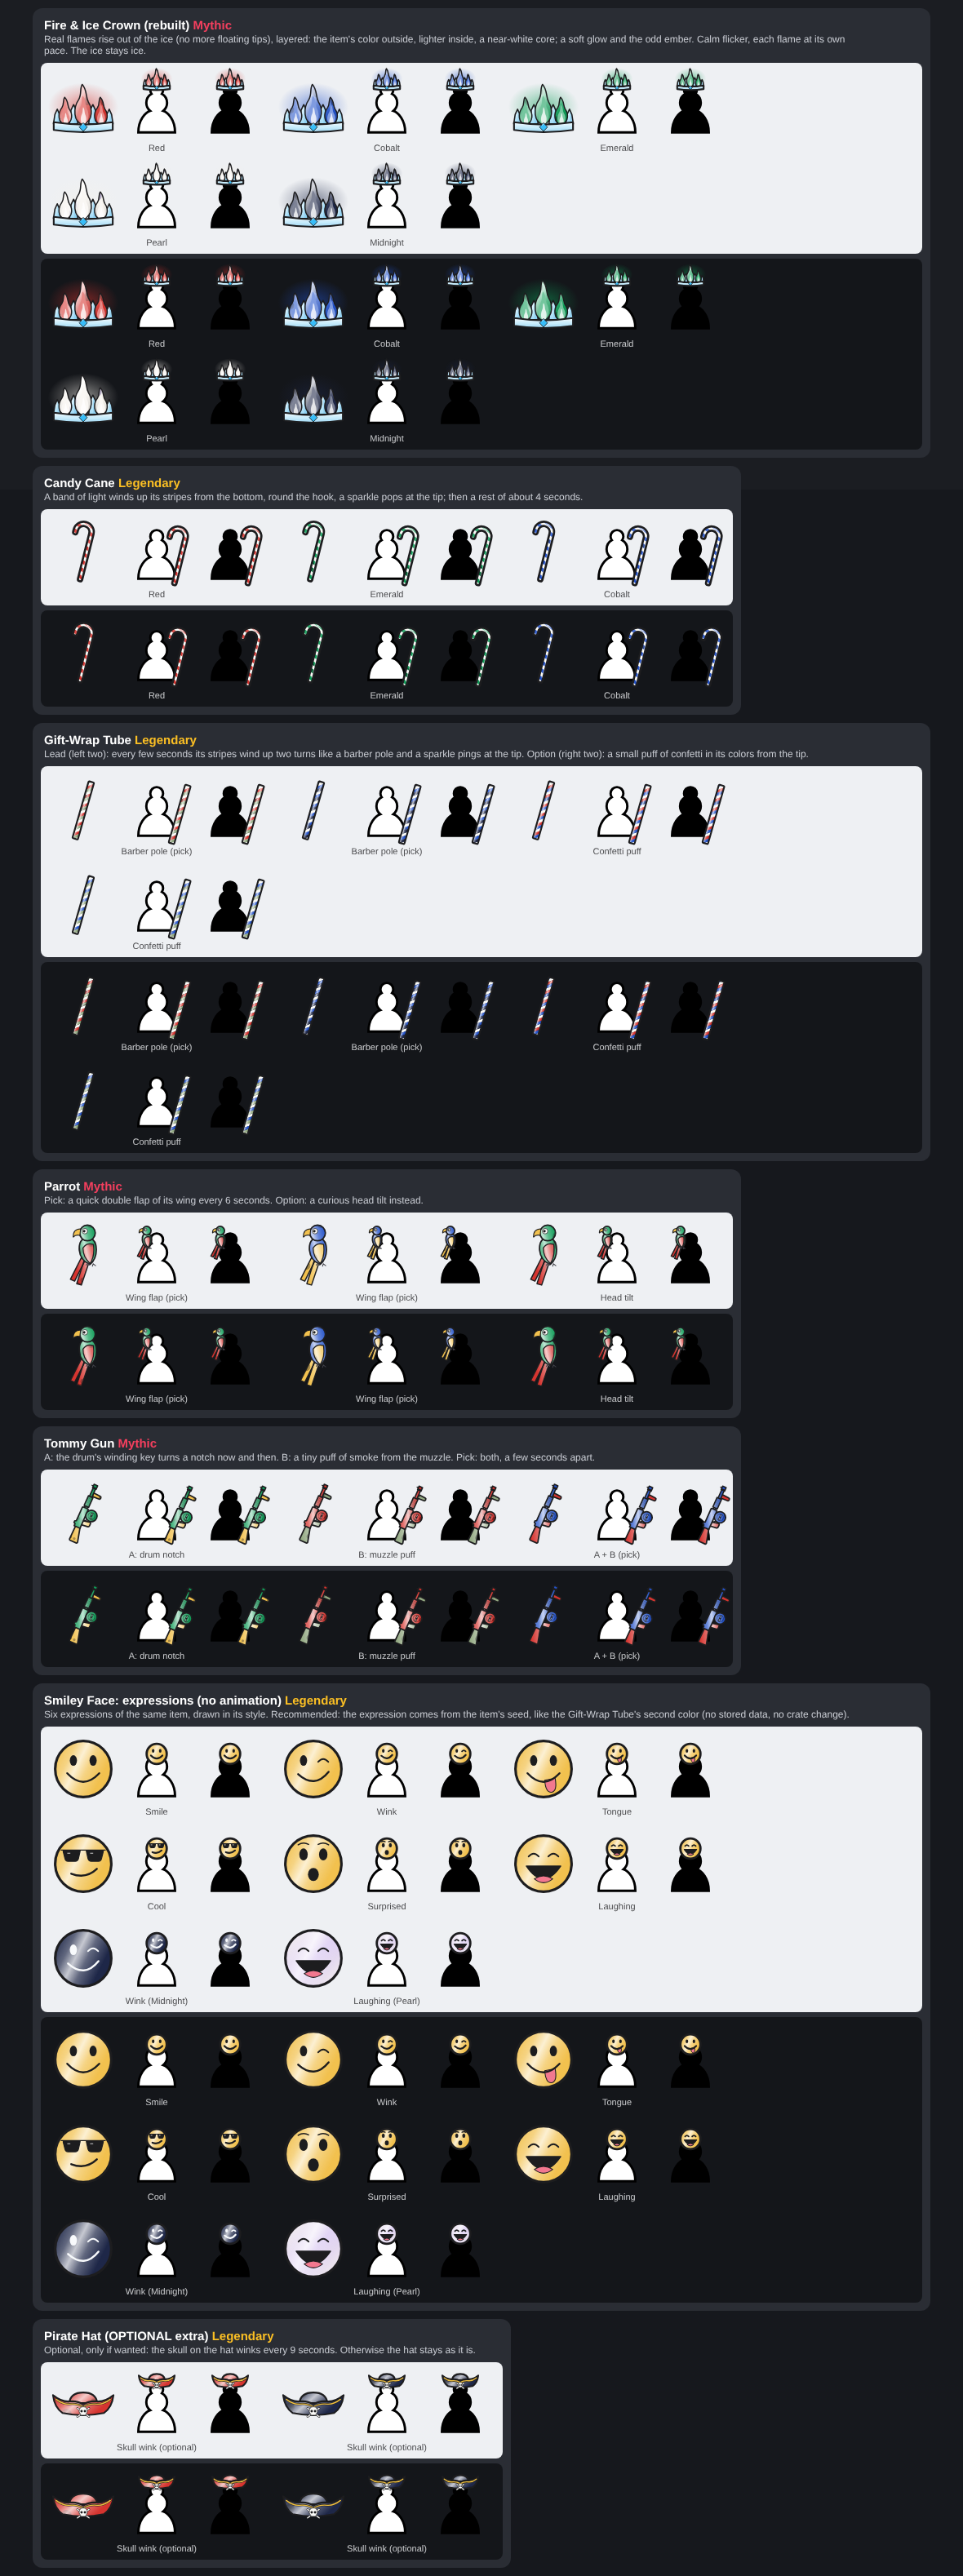 Fire & Ice Crown (rebuilt) Mythic
Real flames rise out of the ice (no more floating tips), layered: the item's color outside, lighter inside, a near-white core; a soft glow and the odd ember. Calm flicker, each flame at its own
pace. The ice stays ice.
Red Cobalt Emerald
Pearl Midnight
Red Cobalt Emerald
Pearl Midnight
Candy Cane Legendary
A band of light winds up its stripes from the bottom, round the hook, a sparkle pops at the tip; then a rest of about 4 seconds.
Red Emerald Cobalt
Red Emerald Cobalt
Gift-Wrap Tube Legendary
Lead (left two): every few seconds its stripes wind up two turns like a barber pole and a sparkle pings at the tip. Option (right two): a small puff of confetti in its colors from the tip.
Barber pole (pick) Barber pole (pick) Confetti puff
Confetti puff
Barber pole (pick) Barber pole (pick) Confetti puff
Confetti puff
Parrot Mythic
Pick: a quick double flap of its wing every 6 seconds. Option: a curious head tilt instead.
Wing flap (pick) Wing flap (pick) Head tilt
Wing flap (pick) Wing flap (pick) Head tilt
Tommy Gun Mythic
A: the drum's winding key turns a notch now and then. B: a tiny puff of smoke from the muzzle. Pick: both, a few seconds apart.
A: drum notch B: muzzle puff A + B (pick)
A: drum notch B: muzzle puff A + B (pick)
Smiley Face: expressions (no animation) Legendary
Six expressions of the same item, drawn in its style. Recommended: the expression comes from the item's seed, like the Gift-Wrap Tube's second color (no stored data, no crate change).
Smile Wink Tongue
Cool Surprised Laughing
Wink (Midnight) Laughing (Pearl)
Smile Wink Tongue
Cool Surprised Laughing
Wink (Midnight) Laughing (Pearl)
Pirate Hat (OPTIONAL extra) Legendary
Optional, only if wanted: the skull on the hat winks every 9 seconds. Otherwise the hat stays as it is.
Skull wink (optional) Skull wink (optional)
Skull wink (optional) Skull wink (optional)